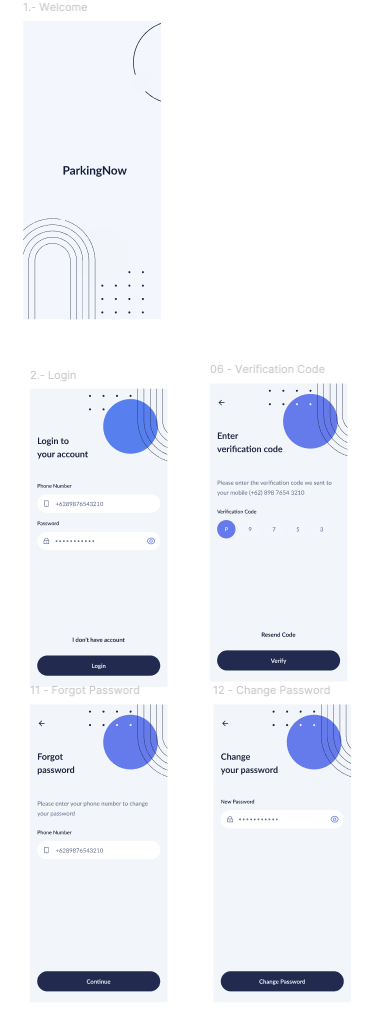 1.- Welcome
ParkingNow
2.- Login
Login to
your account
Phone Number
+6289876543210
Password
I don't have account
Login
06 - Verification Code
Enter
verification code
Please enter the verification code we sent to
your mobile (+62) 898 7654 3210
Verification Code
P 9 7 5 3
Resend Code
Verify
11 - Forgot Password
Forgot
password
Please enter your phone number to change
your password
Phone Number
+6289876543210
Continue
12 - Change Password
Change
your password
New Password
Change Password